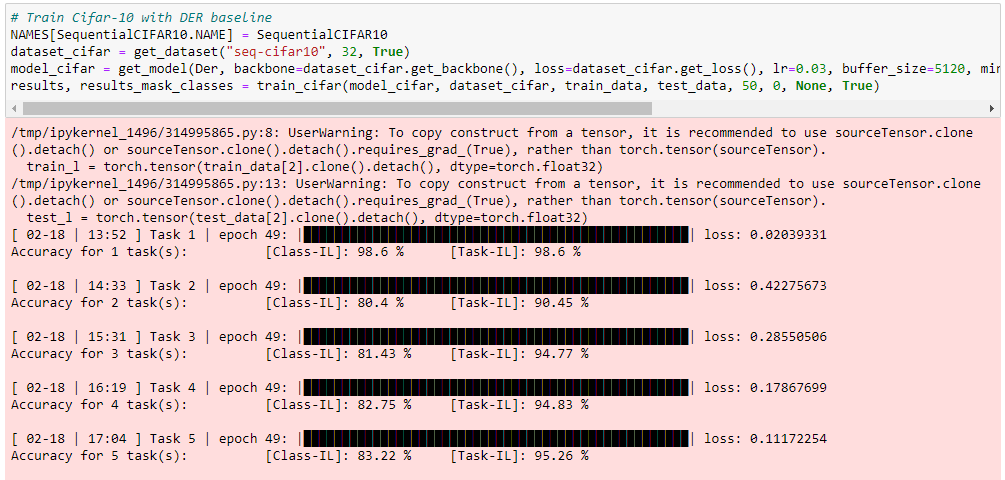 # Train Cifar-10 with DER baseline
NAMES[SequentialCIFAR10.NAME] = SequentialCIFAR10
dataset_cifar = get_dataset("seq-cifar10", 32, True)
model_cifar = get_model(Der, backbone=dataset_cifar.get_backbone(), loss=dataset_cifar.get_loss(), lr=0.03, buffer_size=5120, min
results, results_mask_classes = train_cifar(model_cifar, dataset_cifar, train_data, test_data, 50, 0, None, True)
/tmp/ipykernel_1496/314995865.py:8: UserWarning: To copy construct from a tensor, it is recommended to use sourceTensor.clone
().detach() or sourceTensor.clone().detach().requires_grad_(True), rather than torch.tensor(sourceTensor).
train_l = torch.tensor(train_data[2].clone().detach(), dtype=torch.float32)
/tmp/ipykernel_1496/314995865.py:13: UserWarning: To copy construct from a tensor, it is recommended to use sourceTensor.clone
().detach() or sourceTensor.clone().detach().requires_grad_(True), rather than torch.tensor(sourceTensor).
test_l = torch.tensor(test_data[2].clone().detach(), dtype=torch.float32)
[ 02-18 | 13:52 ] Task 1 | epoch 49: | | loss: 0.02039331
Accuracy for 1 task(s): [Class-IL]: 98.6 % [Task-IL]: 98.6 %
[ 02-18 | 14:33 ] Task 2 | epoch 49: | | loss: 0.42275673
Accuracy for 2 task(s): [Class-IL]: 80.4 % [Task-IL]: 90.45 %
[ 02-18 | 15:31 ] Task 3 | epoch 49: | | loss: 0.28550506
Accuracy for 3 task(s): [Class-IL]: 81.43 % [Task-IL]: 94.77 %
[ 02-18 | 16:19 ] Task 4 | epoch 49: | | loss: 0.17867699
Accuracy for 4 task(s): [Class-IL]: 82.75 % [Task-IL]: 94.83 %
[ 02-18 | 17:04 ] Task 5 | epoch 49: | | loss: 0.11172254
Accuracy for 5 task(s): [Class-IL]: 83.22 % [Task-IL]: 95.26 %